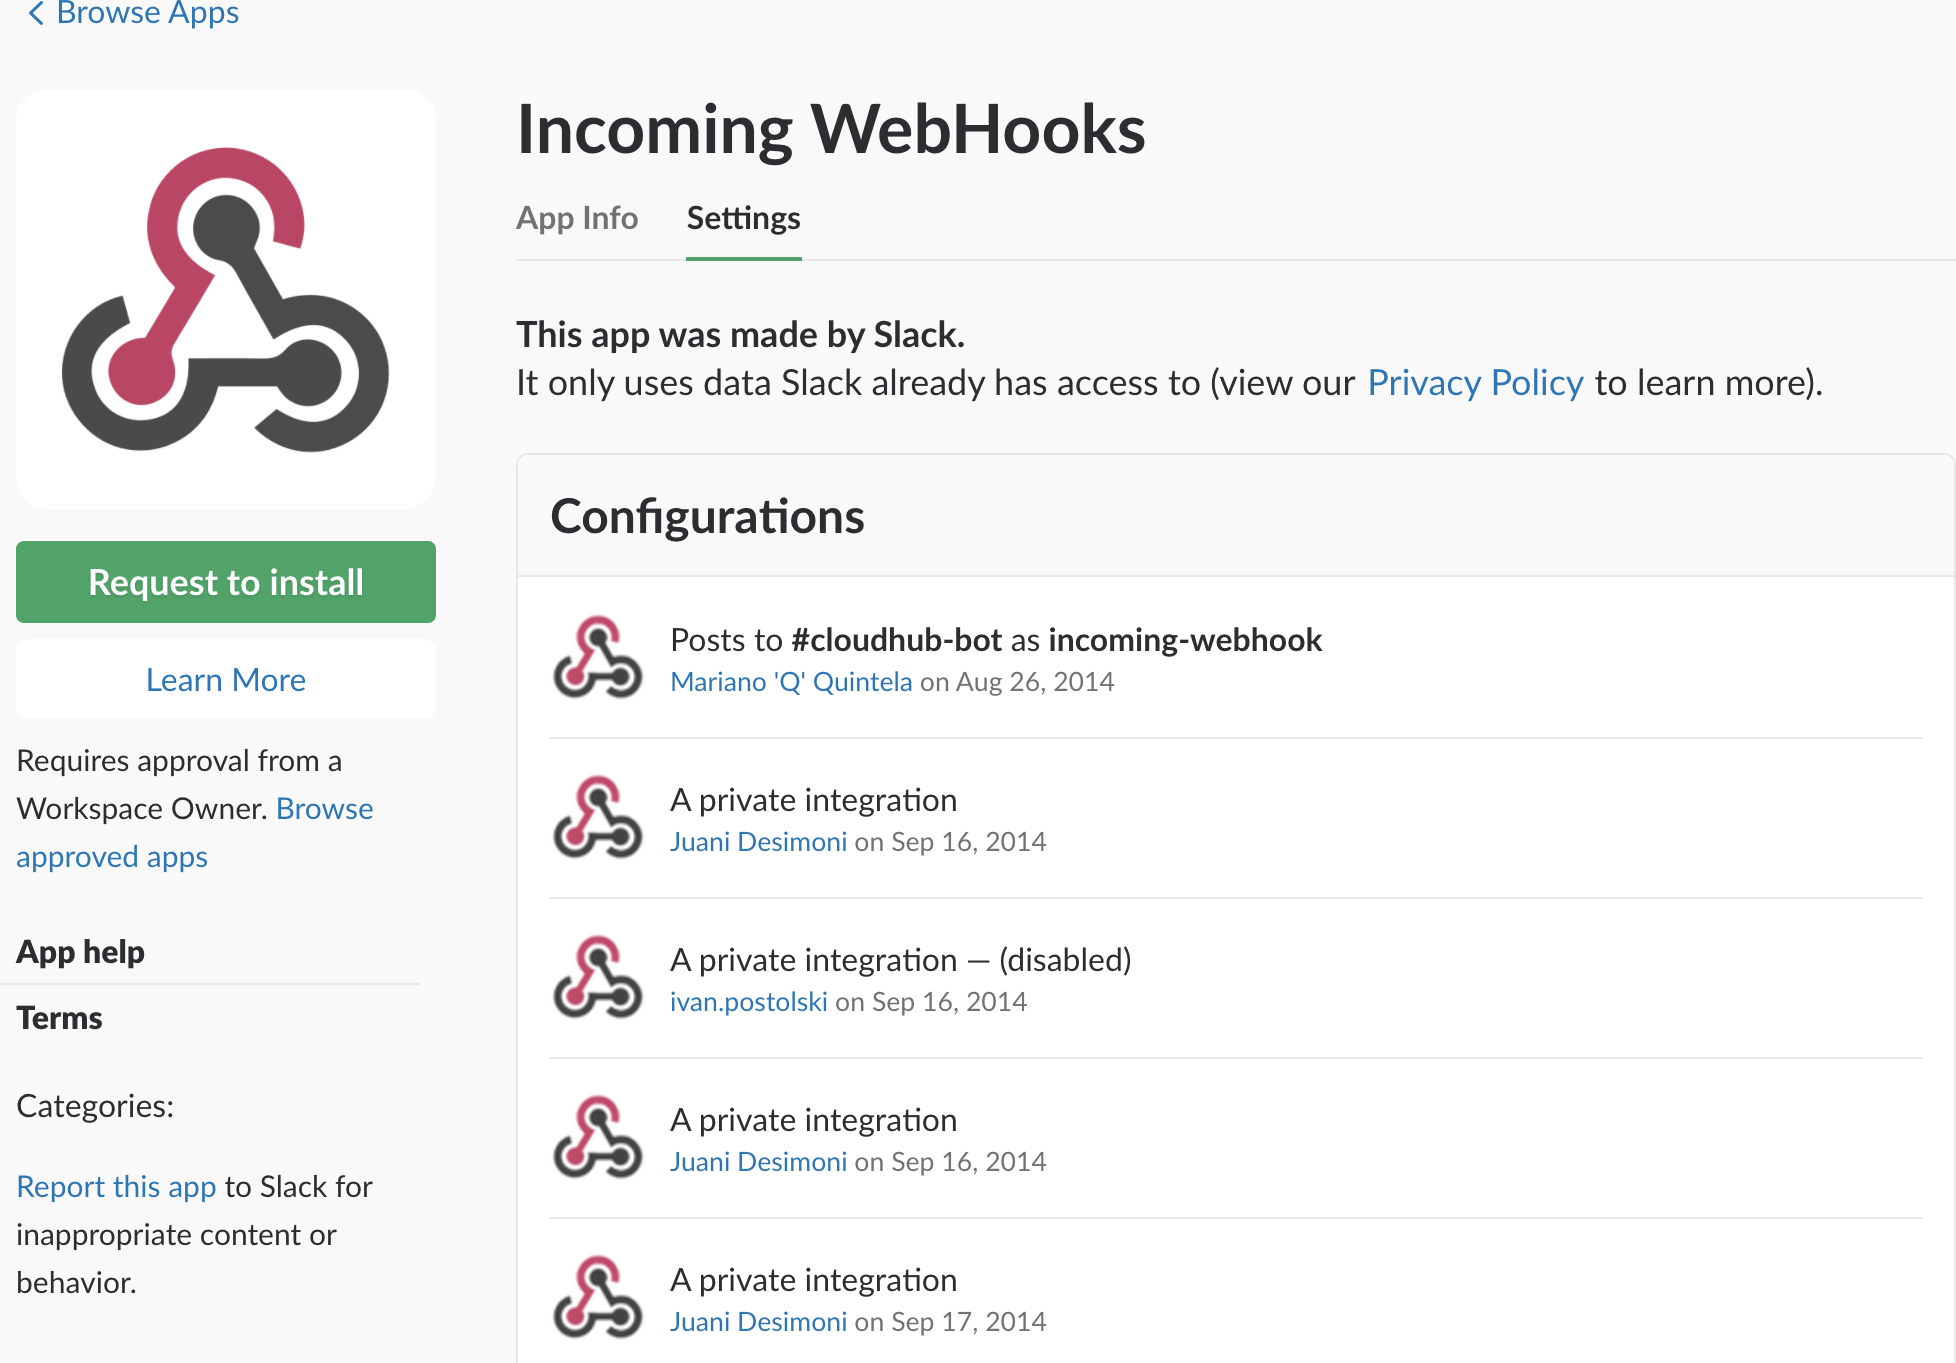 Browse Apps
Incoming WebHooks
App Info Settings
This app was made by Slack.
It only uses data Slack already has access to (view our Privacy Policy to learn more).
Request to install
Learn More
Requires approval from a
Workspace Owner. Browse
approved apps
App help
Terms
Categories:
Report this app to Slack for
inappropriate content or
behavior.
Configurations
Posts to #cloudhub-bot as incoming-webhook
Mariano 'Q' Quintela on Aug 26, 2014
A private integration
Juani Desimoni on Sep 16, 2014
A private integration — (disabled)
ivan.postolski on Sep 16, 2014
A private integration
Juani Desimoni on Sep 16, 2014
A private integration
Juani Desimoni on Sep 17, 2014